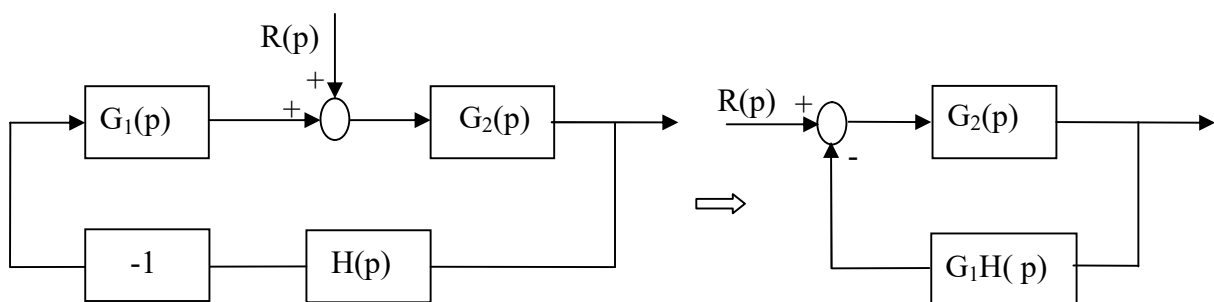 R(p)
+
G₁(p)
+
G₂(p)
-1
H(p)
R(p)
+
G₂(p)
-
G₁H( p)